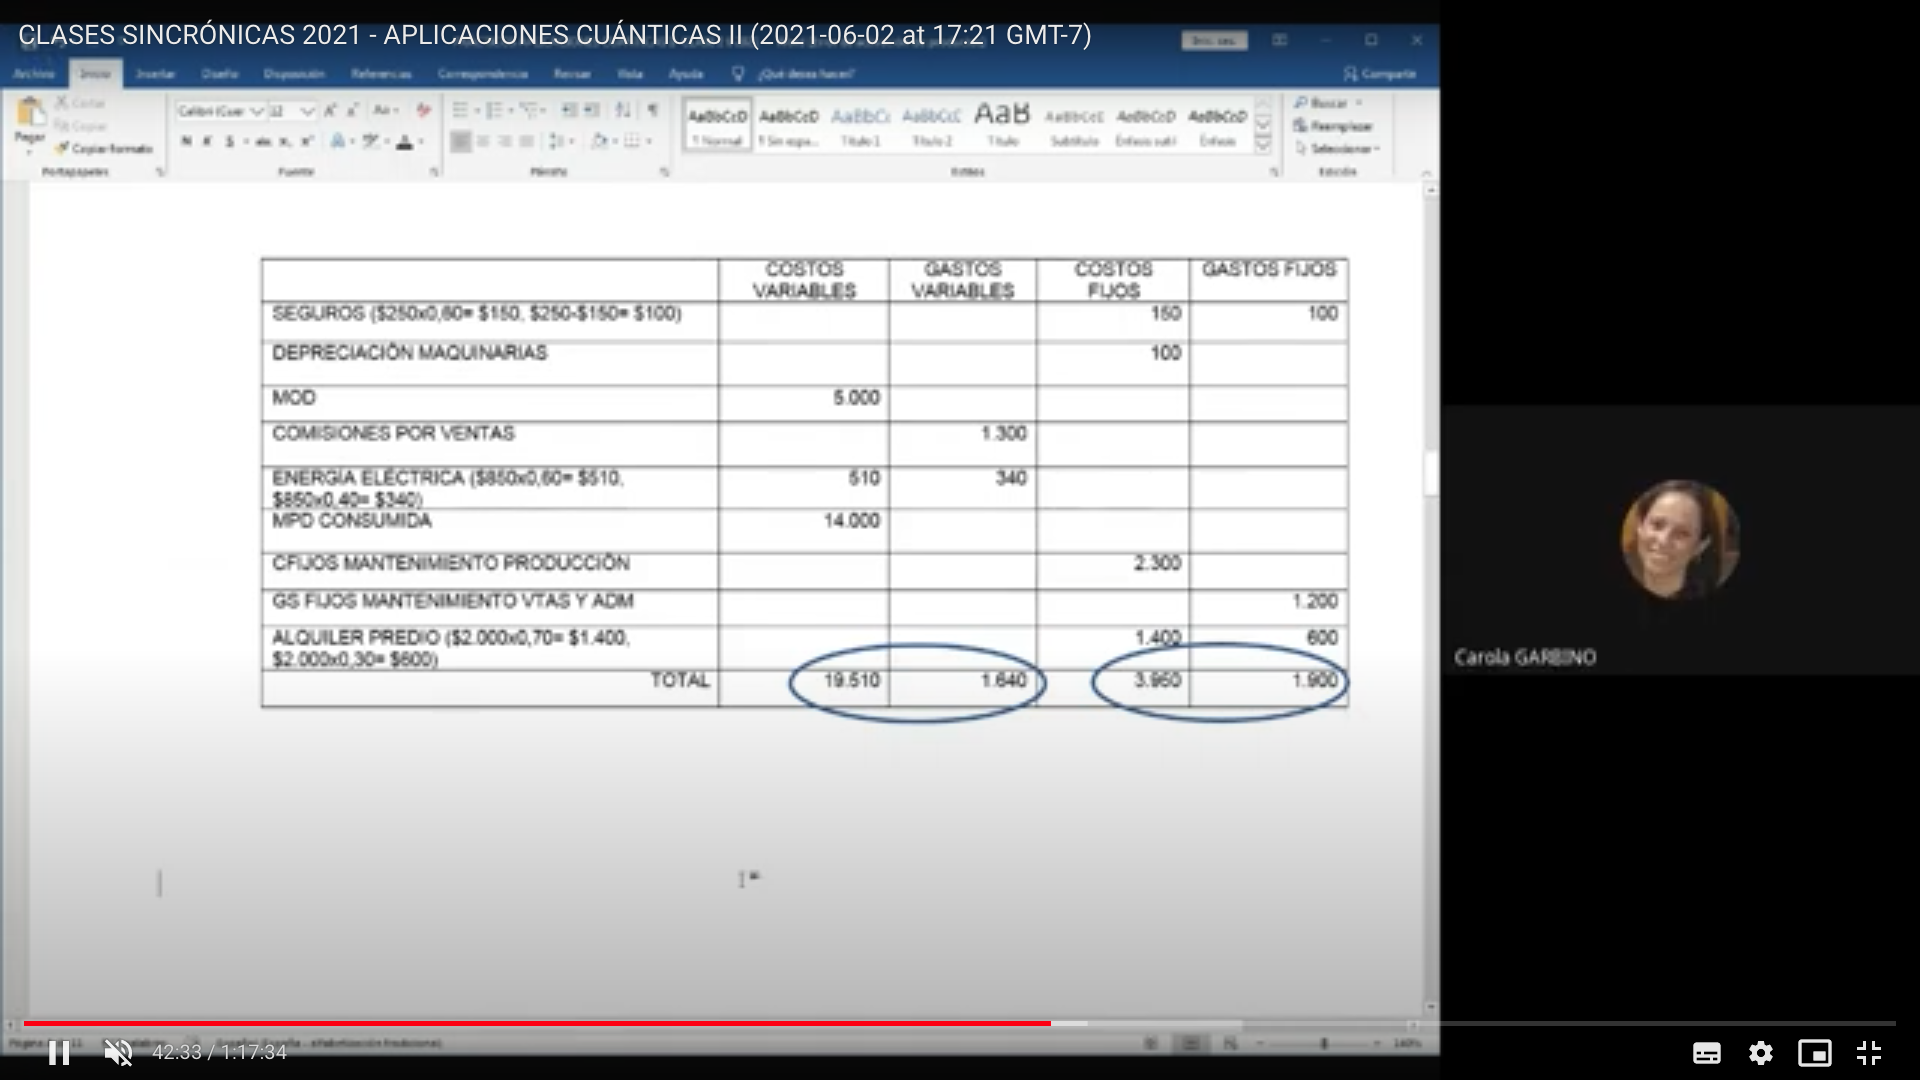 CLASES SINCRÓNICAS 2021 - APLICACIONES CUÁNTICAS II (2021-06-02 at 17:21 GMT-7)
Archivo Inicio Insertar Diseño Disposición Referencias Correspondencia Revisar Vista Ayuda ¿Qué desea hacer? Compartir
Pegar
Cortar
Copiar
Copiar formato
Portapapeles
Calibri (Cuer 12
N K S
Fuente
Párrafo
AaBbCcD AaBbCcD AaBbCc AaBbCcC AaB AaBbCcC AaBbCcD AaBbCcD
¶ Normal ¶ Sin espa... Título 1 Título 2 Título Subtítulo Énfasis sutil Énfasis
Estilos
Buscar
Reemplazar
Seleccionar
Edición
COSTOS VARIABLES GASTOS VARIABLES COSTOS FIJOS GASTOS FIJOS
SEGUROS ($250x0,60= $150, $250-$150= $100) 150 100
DEPRECIACIÓN MAQUINARIAS 100
MOD 5.000
COMISIONES POR VENTAS 1.300
ENERGÍA ELÉCTRICA ($850x0,60= $510, 510 340
$850x0,40= $340)
MPD CONSUMIDA 14.000
CFIJOS MANTENIMIENTO PRODUCCIÓN 2.300
GS FIJOS MANTENIMIENTO VTAS Y ADM 1.200
ALQUILER PREDIO ($2.000x0,70= $1.400, 1.400 600
$2.000x0,30= $600)
TOTAL 19.510 1.640 3.950 1.900
Carola GARBINO
42:33 / 1:17:34
140%